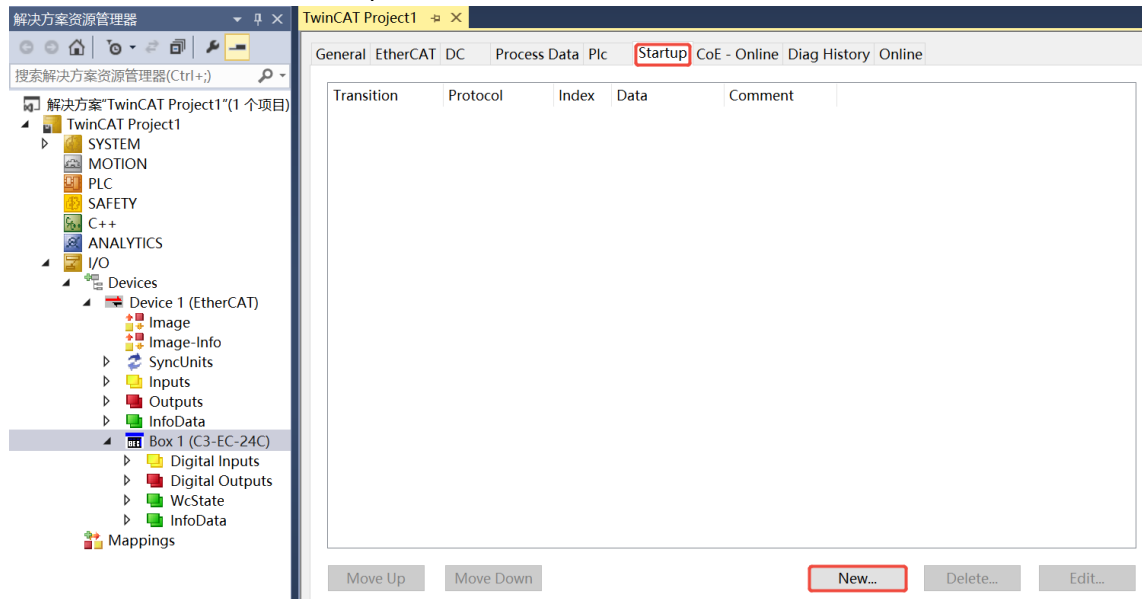 解决方案资源管理器
TwinCAT Project1
General EtherCAT DC Process Data Plc Startup CoE - Online Diag History Online
搜索解决方案资源管理器(Ctrl+;)
解决方案"TwinCAT Project1"(1 个项目)
TwinCAT Project1
SYSTEM
MOTION
PLC
SAFETY
C++
ANALYTICS
I/O
Devices
Device 1 (EtherCAT)
Image
Image-Info
SyncUnits
Inputs
Outputs
InfoData
Box 1 (C3-EC-24C)
Digital Inputs
Digital Outputs
WcState
InfoData
Mappings
Transition Protocol Index Data Comment
Move Up Move Down New... Delete... Edit...